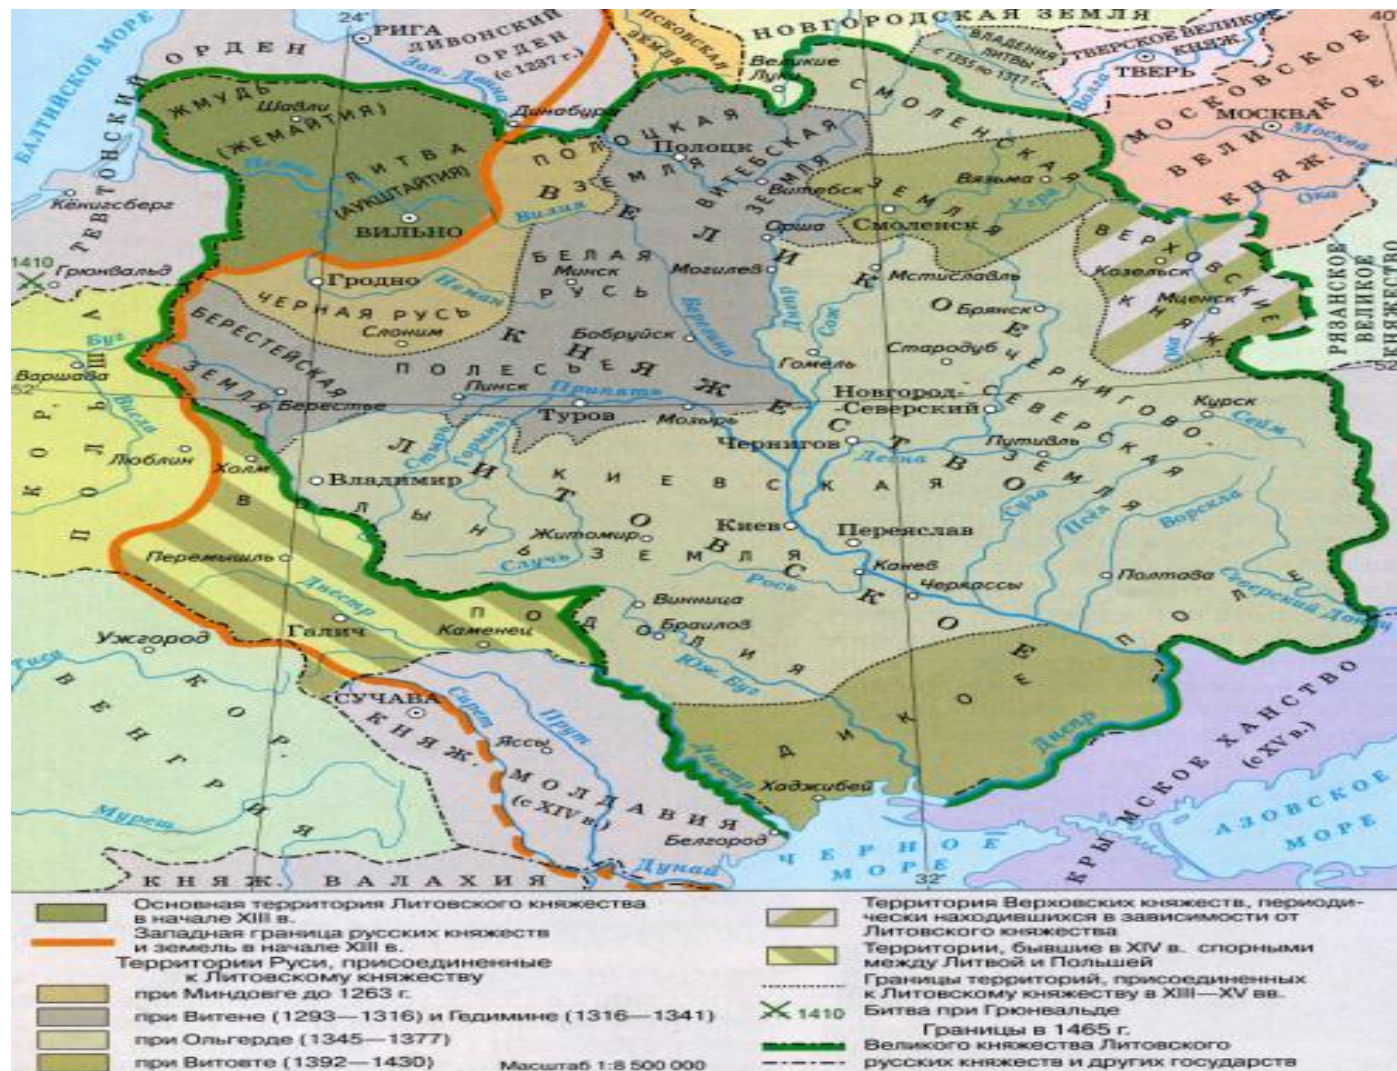 24°
40
БАЛТИЙСКОЕ МОРЕ
ТЕВТОНСКИЙ ОРДЕН
РИГА
ЛИВОНСКИЙ
ОРДЕН
(с 1237 г.)
Зап. Двина
ПСКОВСКАЯ
ЗЕМЛЯ
НОВГОРОДСКАЯ ЗЕМЛЯ
Великие
Луки
ВЛАДЕНИЯ
ЛИТВЫ
ТВЕРСКОЕ ВЕЛИКОЕ
КНЯЖ.
ТВЕРЬ
Волга
МОСКОВСКОЕ
ВЕЛИКОЕ
КНЯЖ.
МОСКВА
Москва
Ока
ЖМУДЬ
(ЖЕМАЙТИЯ)
Шавли
Динабург
ЛИТВА
(АУКШТАЙТИЯ)
Неман
ВИЛЬНО
Вилия
ПОЛОЦКАЯ
ЗЕМЛЯ
Полоцк
ВИТЕБСКАЯ
ЗЕМЛЯ
Витебск
СМОЛЕНСКАЯ
ЗЕМЛЯ
Вязьма
Угра
Смоленск
Орша
Кёнигсберг
1410
Грюнвальд
Гродно
Неман
ЧЕРНАЯ РУСЬ
Слоним
БЕЛАЯ
РУСЬ
Минск
Могилев
Днепр
Сож
Мстиславль
Брянск
ВЕРХОВСКИЕ
КНЯЖ.
Козельск
Мценск
Ока
РЯЗАНСКОЕ
ВЕЛИКОЕ
КНЯЖЕСТВО
БЕРЕСТЕЙСКАЯ
ЗЕМЛЯ
Бобруйск
Березина
Гомель
Стародуб
ВЕЛИКОЕ
КНЯЖЕСТВО
ЛИТОВСКОЕ
КОР. ПОЛЬША
Буг
Варшава
Висла
52°
52°
ПОЛЕСЬЕ
Берестье
Пинск
Припять
Туров
Мозырь
Новгород-
-Северский
Курск
Сейм
Чернигов
Десна
Путивль
ЧЕРНИГОВО-
СЕВЕРСКАЯ
ЗЕМЛЯ
Люблин
Холм
Владимир
Стырь
Горынь
ВОЛЫНЬ
КИЕВСКАЯ
ЗЕМЛЯ
Киев
Переяслав
Сула
Псёл
Ворскла
Житомир
Случь
Перемышль
Канев
Рось
Черкассы
Полтава
Северский Донец
Днестр
Галич
Каменец
ПОДОЛИЯ
Винница
Браилов
Юж. Буг
Ужгород
Тиса
КОР.
ВЕНГРИЯ
Муреш
СУЧАВА
КНЯЖ.
МОЛДАВИЯ
(с XIV в.)
Сирет
Прут
Яссы
ДИКОЕ
ПОЛЕ
Днестр
Хаджибей
Днепр
Белгород
Дунай
КНЯЖ. ВАЛАХИЯ
ЧЕРНОЕ
МОРЕ
32°
КРЫМСКОЕ ХАНСТВО
(с XV в.)
АЗОВСКОЕ
МОРЕ
Основная территория Литовского княжества
в начале XIII в.
Западная граница русских княжеств
и земель в начале XIII в.
Территории Руси, присоединенные
к Литовскому княжеству
при Миндовге до 1263 г.
при Витене (1293—1316) и Гедимине (1316—1341)
при Ольгерде (1345—1377)
при Витовте (1392—1430)
Масштаб 1:8 500 000
Территория Верховских княжеств, периоди-
чески находившихся в зависимости от
Литовского княжества
Территории, бывшие в XIV в. спорными
между Литвой и Польшей
Границы территорий, присоединенных
к Литовскому княжеству в XIII—XV вв.
1410 Битва при Грюнвальде
Границы в 1465 г.
Великого княжества Литовского
русских княжеств и других государств